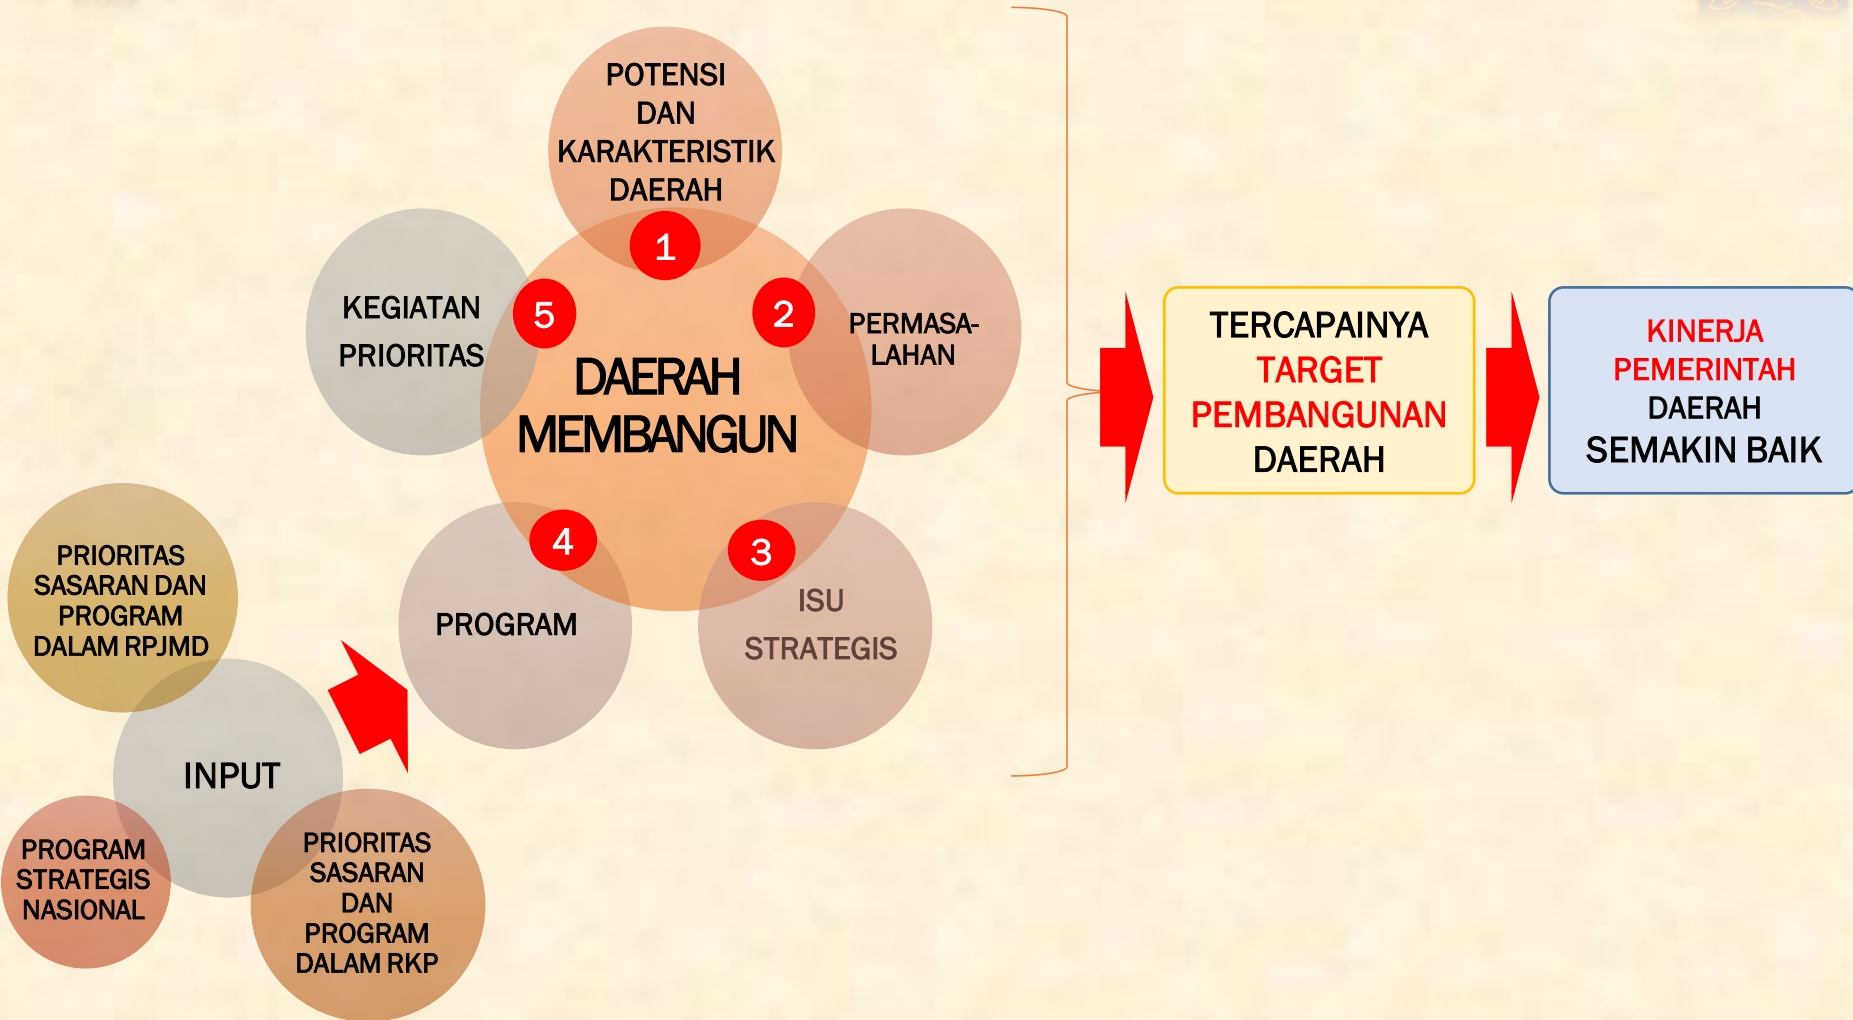 POTENSI
DAN
KARAKTERISTIK
DAERAH
1
2
PERMASA-
LAHAN
3
ISU
STRATEGIS
4
PROGRAM
5
KEGIATAN
PRIORITAS
DAERAH
MEMBANGUN
PRIORITAS
SASARAN DAN
PROGRAM
DALAM RPJMD
INPUT
PROGRAM
STRATEGIS
NASIONAL
PRIORITAS
SASARAN
DAN
PROGRAM
DALAM RKP
TERCAPAINYA
TARGET
PEMBANGUNAN
DAERAH
KINERJA
PEMERINTAH
DAERAH
SEMAKIN BAIK